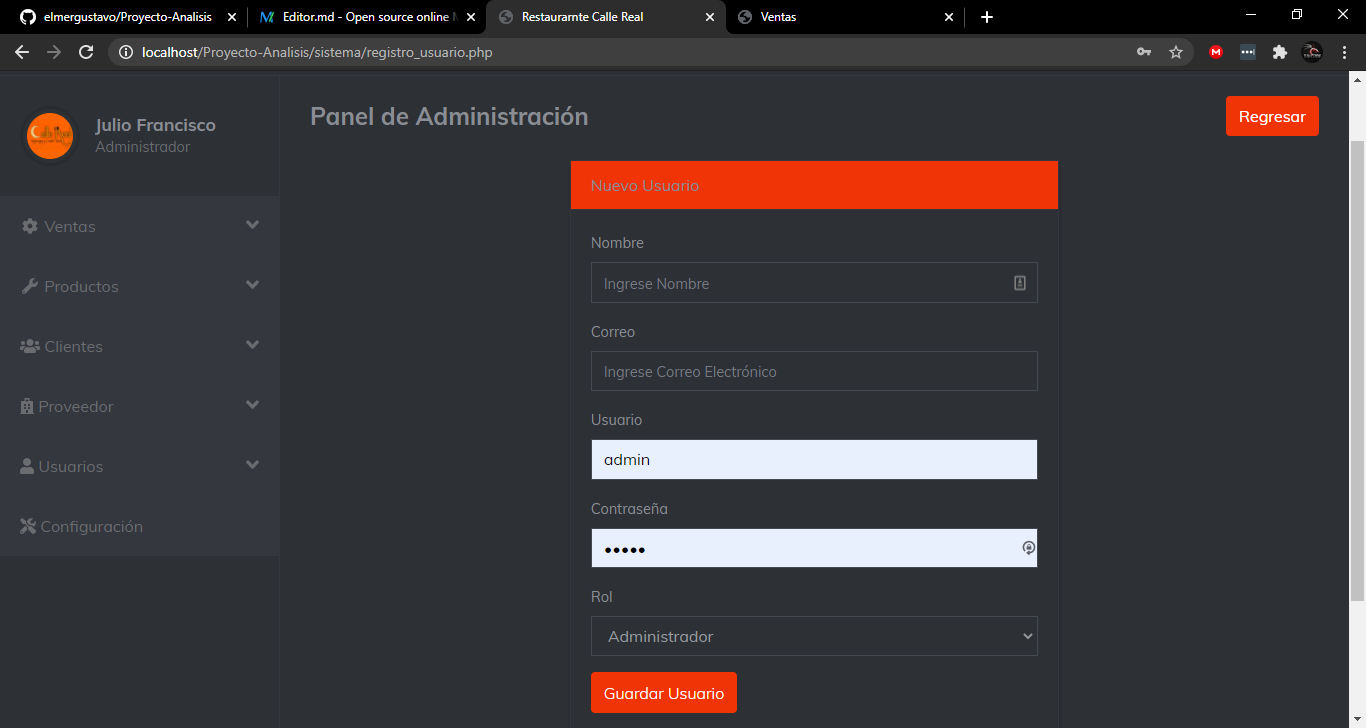 elmergustavo/Proyecto-Analisis
Editor.md - Open source online M
Restaurarnte Calle Real
Ventas
localhost/Proyecto-Analisis/sistema/registro_usuario.php
Julio Francisco
Administrador
Panel de Administración
Regresar
Ventas
Productos
Clientes
Proveedor
Usuarios
Configuración
Nuevo Usuario
Nombre
Ingrese Nombre
Correo
Ingrese Correo Electrónico
Usuario
admin
Contraseña
•••••
Rol
Administrador
Guardar Usuario